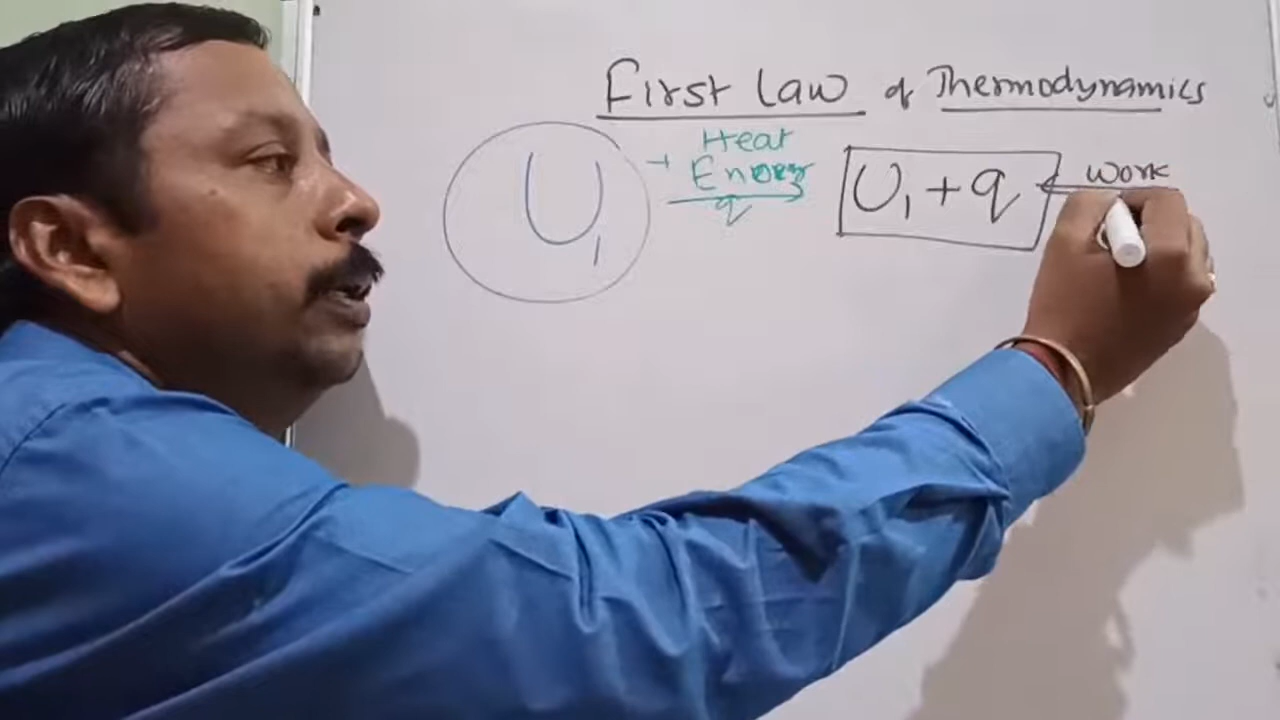 First Law of Thermodynamics
U₁
+ Heat
Energy
q
U₁ + q
work